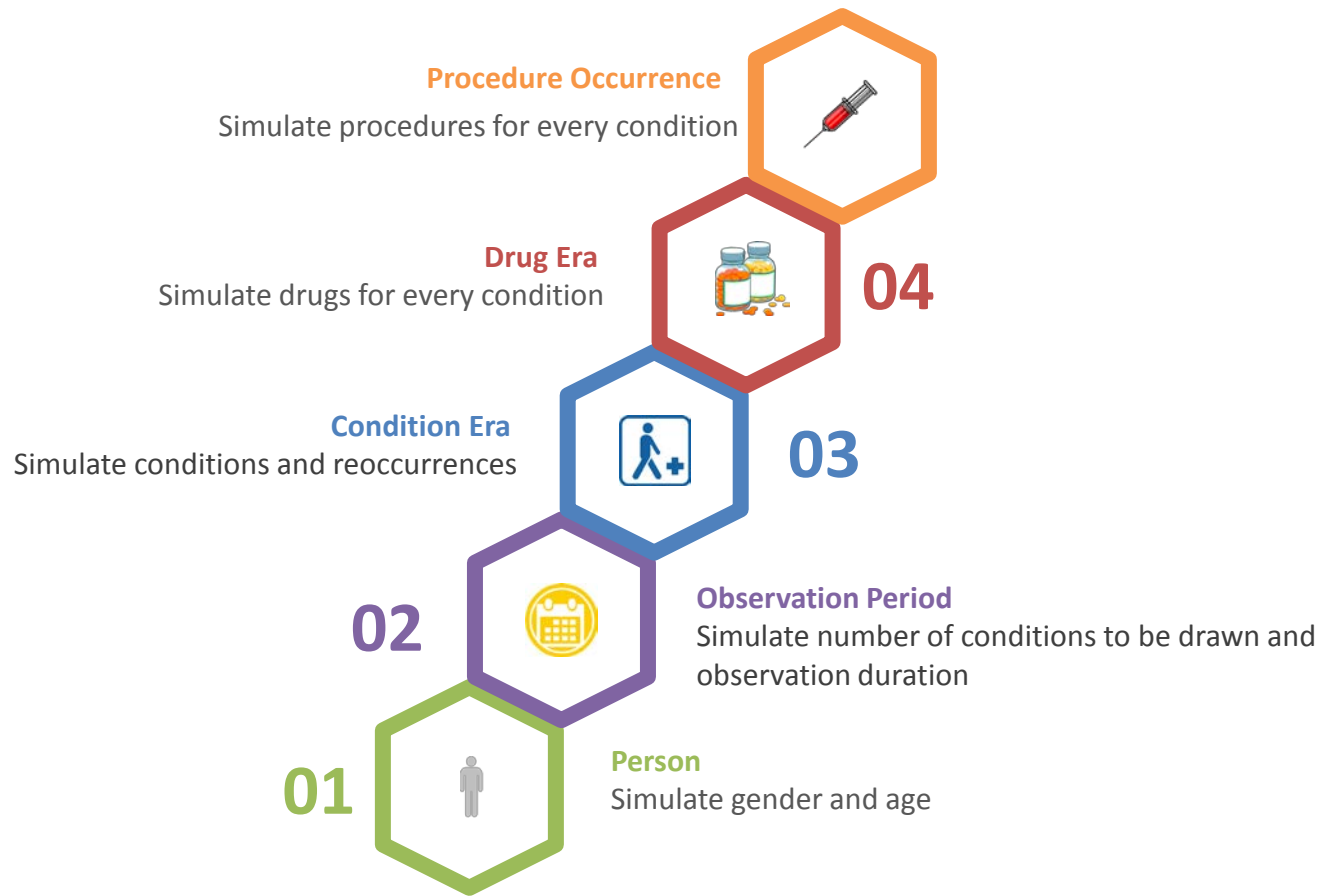 Procedure Occurrence
Simulate procedures for every condition
Drug Era
Simulate drugs for every condition
04
Condition Era
Simulate conditions and reoccurrences
03
02
Observation Period
Simulate number of conditions to be drawn and
observation duration
01
Person
Simulate gender and age